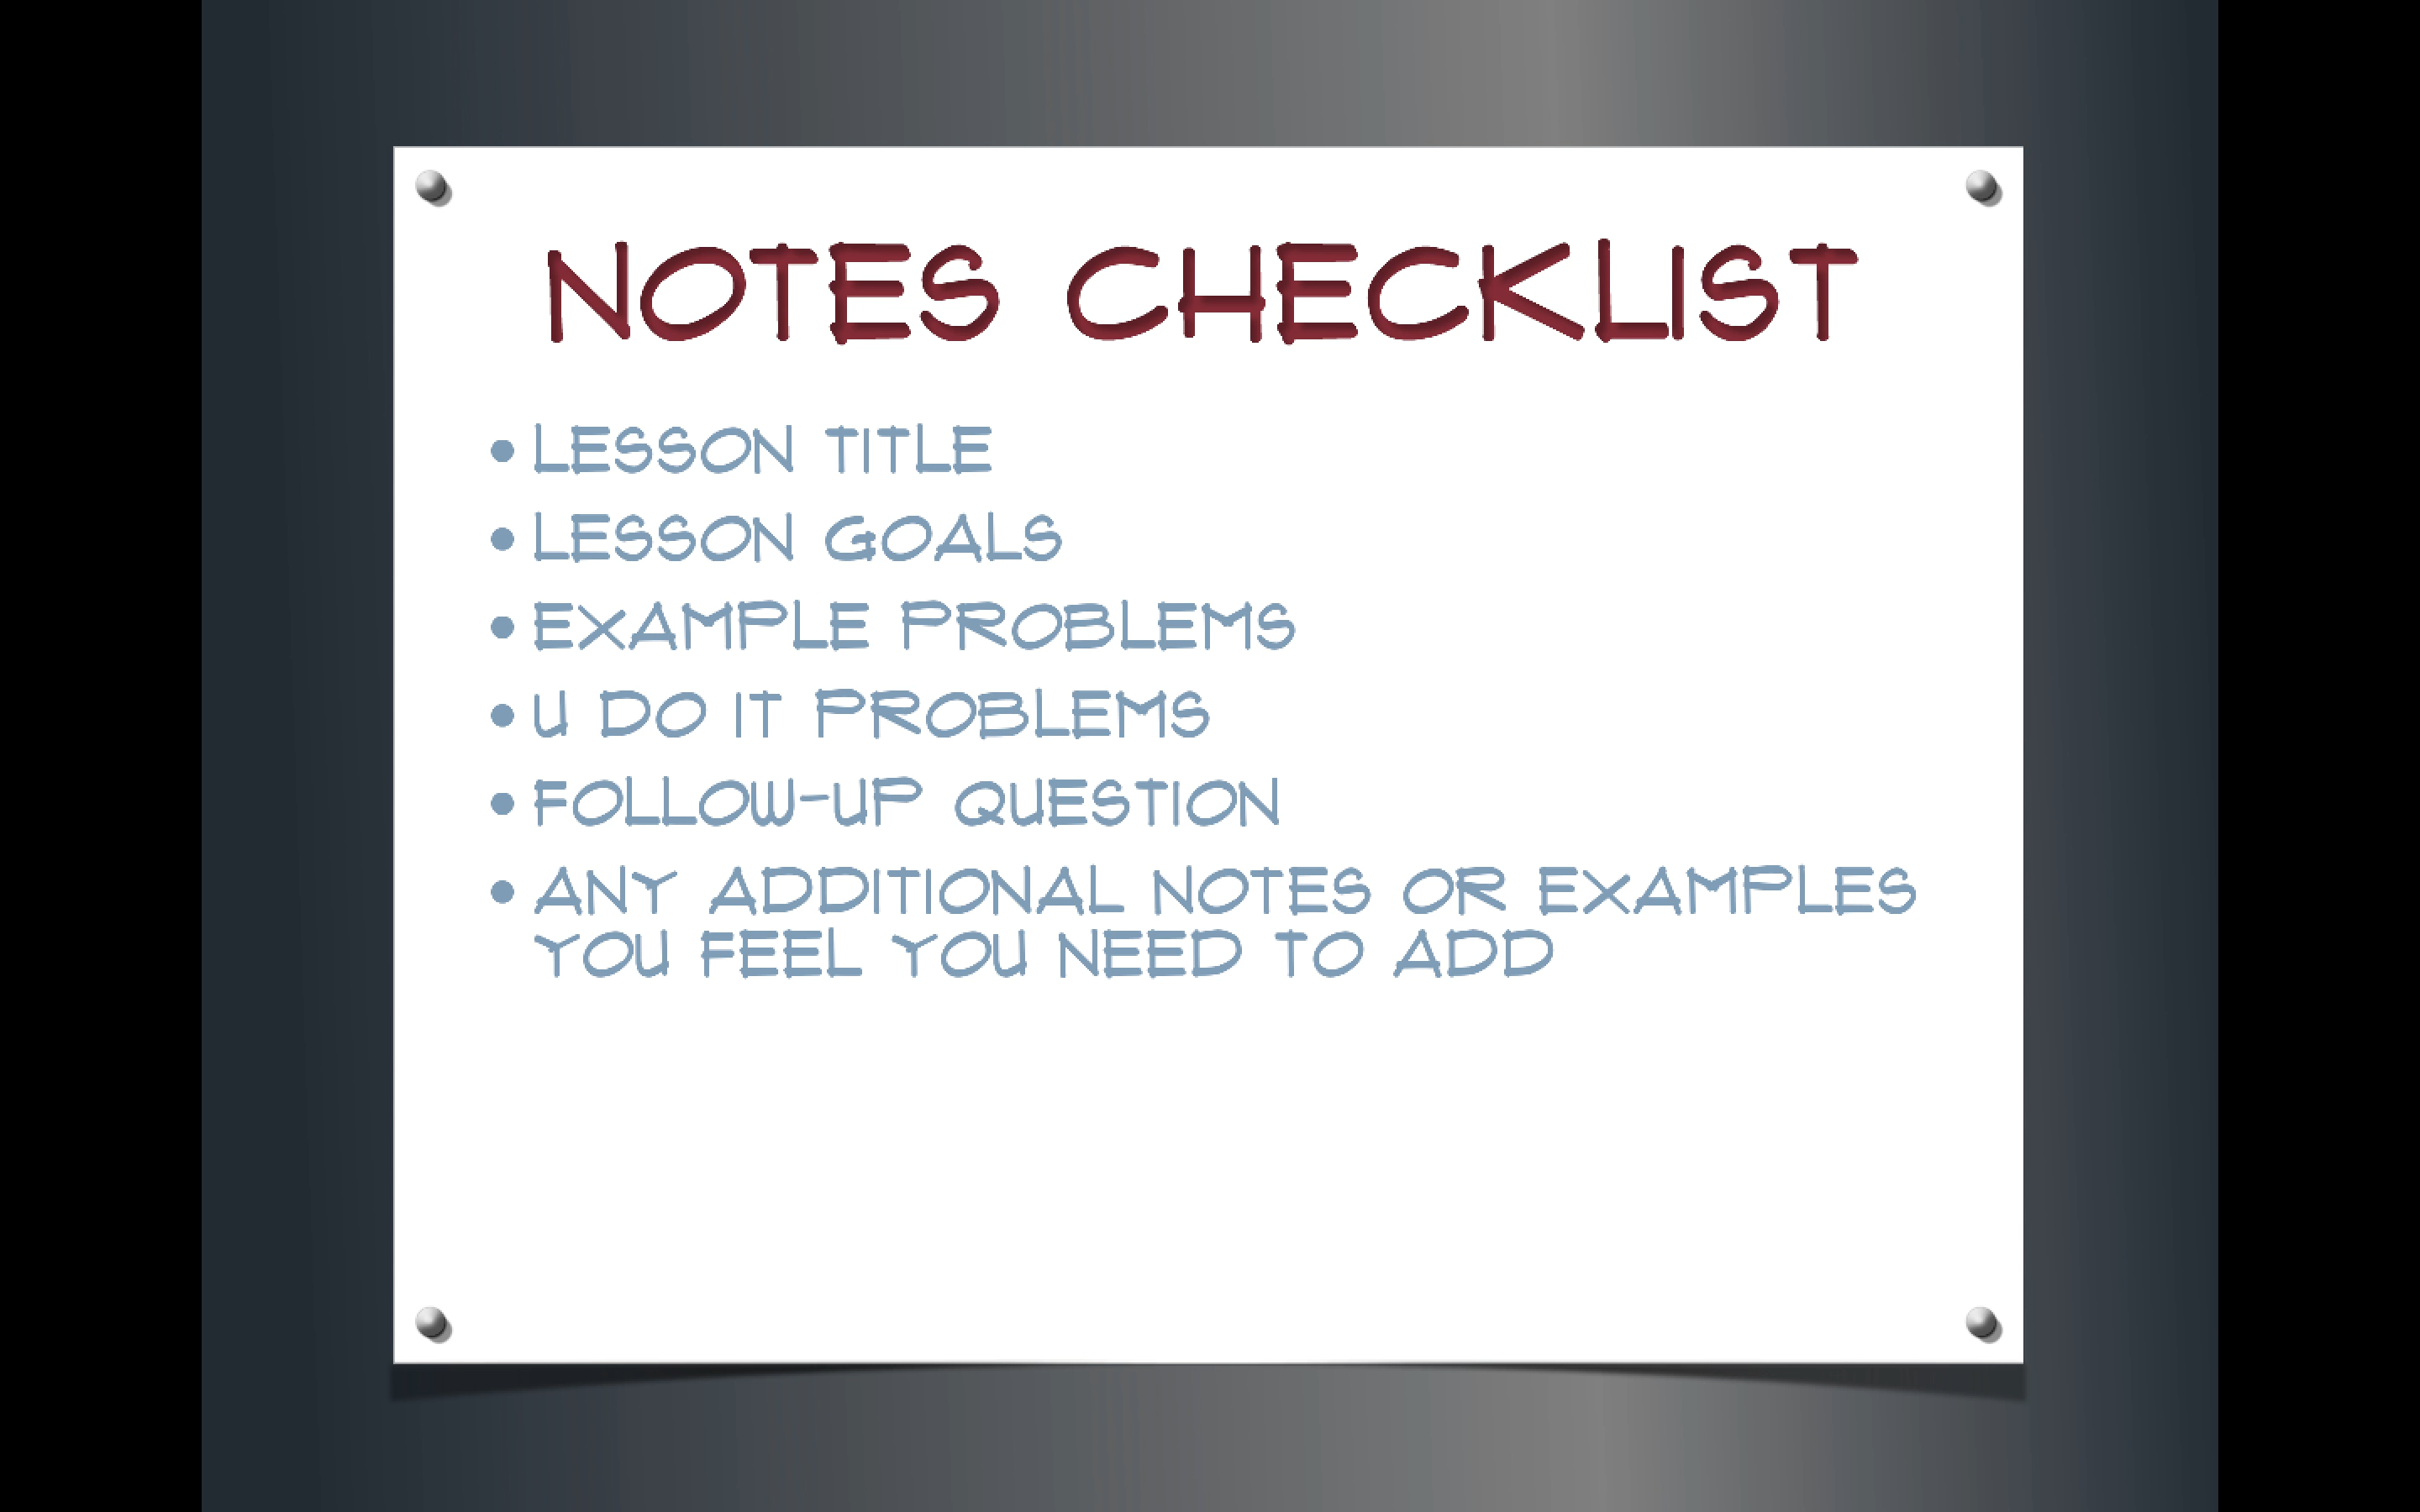 NOTES CHECKLIST
• LESSON TITLE
• LESSON GOALS
• EXAMPLE PROBLEMS
• U DO IT PROBLEMS
• FOLLOW-UP QUESTION
• ANY ADDITIONAL NOTES OR EXAMPLES
YOU FEEL YOU NEED TO ADD